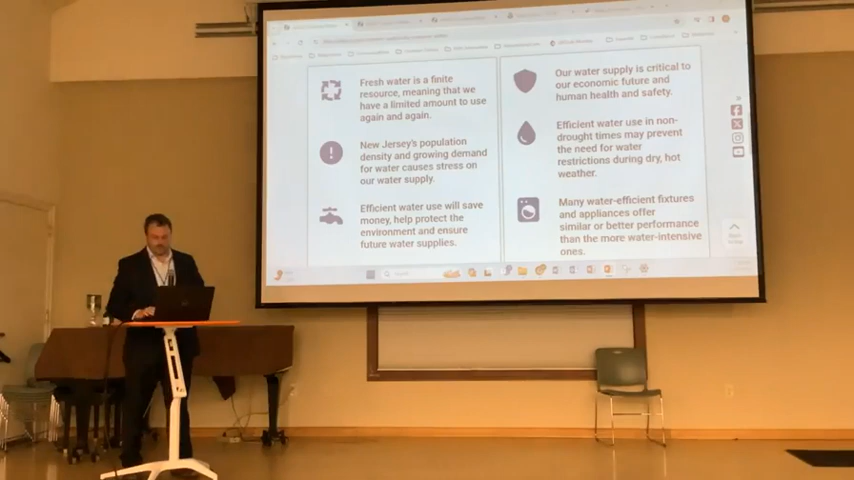 Fresh water is a finite
resource, meaning that we
have a limited amount to use
again and again.
New Jersey's population
density and growing demand
for water causes stress on
our water supply.
Efficient water use will save
money, help protect the
environment and ensure
future water supplies.
Our water supply is critical to
our economic future and
human health and safety.
Efficient water use in non-
drought times may prevent
the need for water
restrictions during dry, hot
weather.
Many water-efficient fixtures
and appliances offer
similar or better performance
than the more water-intensive
ones.